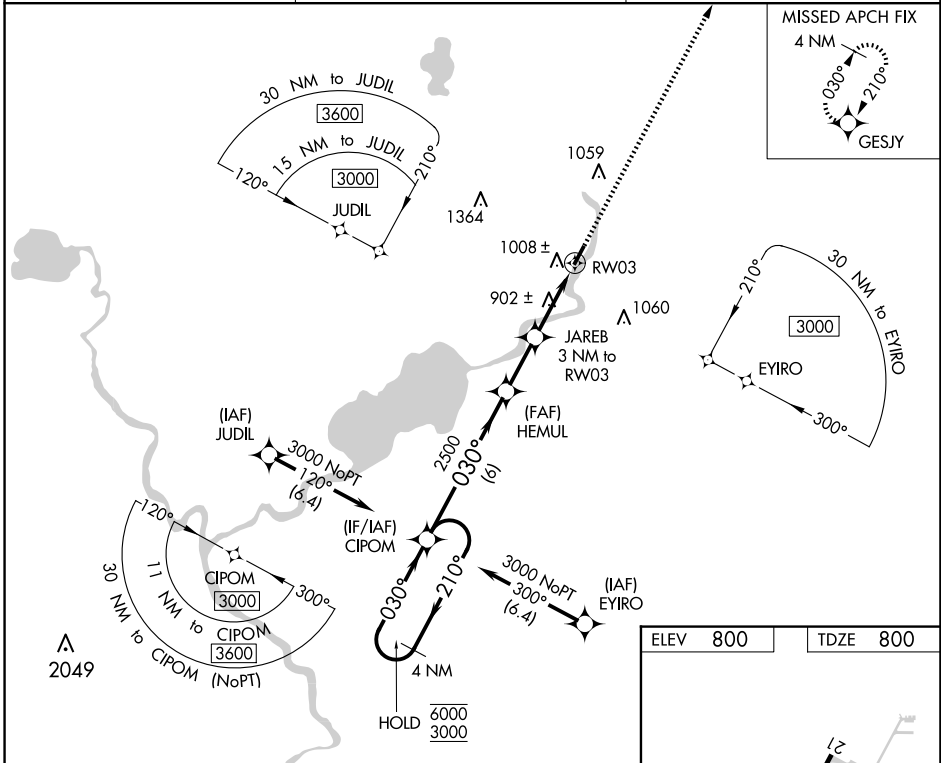 MISSED APCH FIX
4 NM
030°
210°
GESJY
30 NM to JUDIL
3600
15 NM to JUDIL
3000
120°
210°
JUDIL
1059
1364
1008 ±
RW03
902 ±
1060
JAREB
3 NM to
RW03
210°
30 NM to EYIRO
3000
EYIRO
300°
(FAF)
HEMUL
(IAF)
JUDIL
3000 NoPT
120°
(6.4)
2500
030°
(6)
(IF/IAF)
CIPOM
120°
CIPOM
3000
300°
11 NM to CIPOM
3600
30 NM to CIPOM (NoPT)
2049
030°
210°
4 NM
HOLD
6000
3000
3000 NoPT
300°
(6.4)
(IAF)
EYIRO
ELEV 800
TDZE 800
21